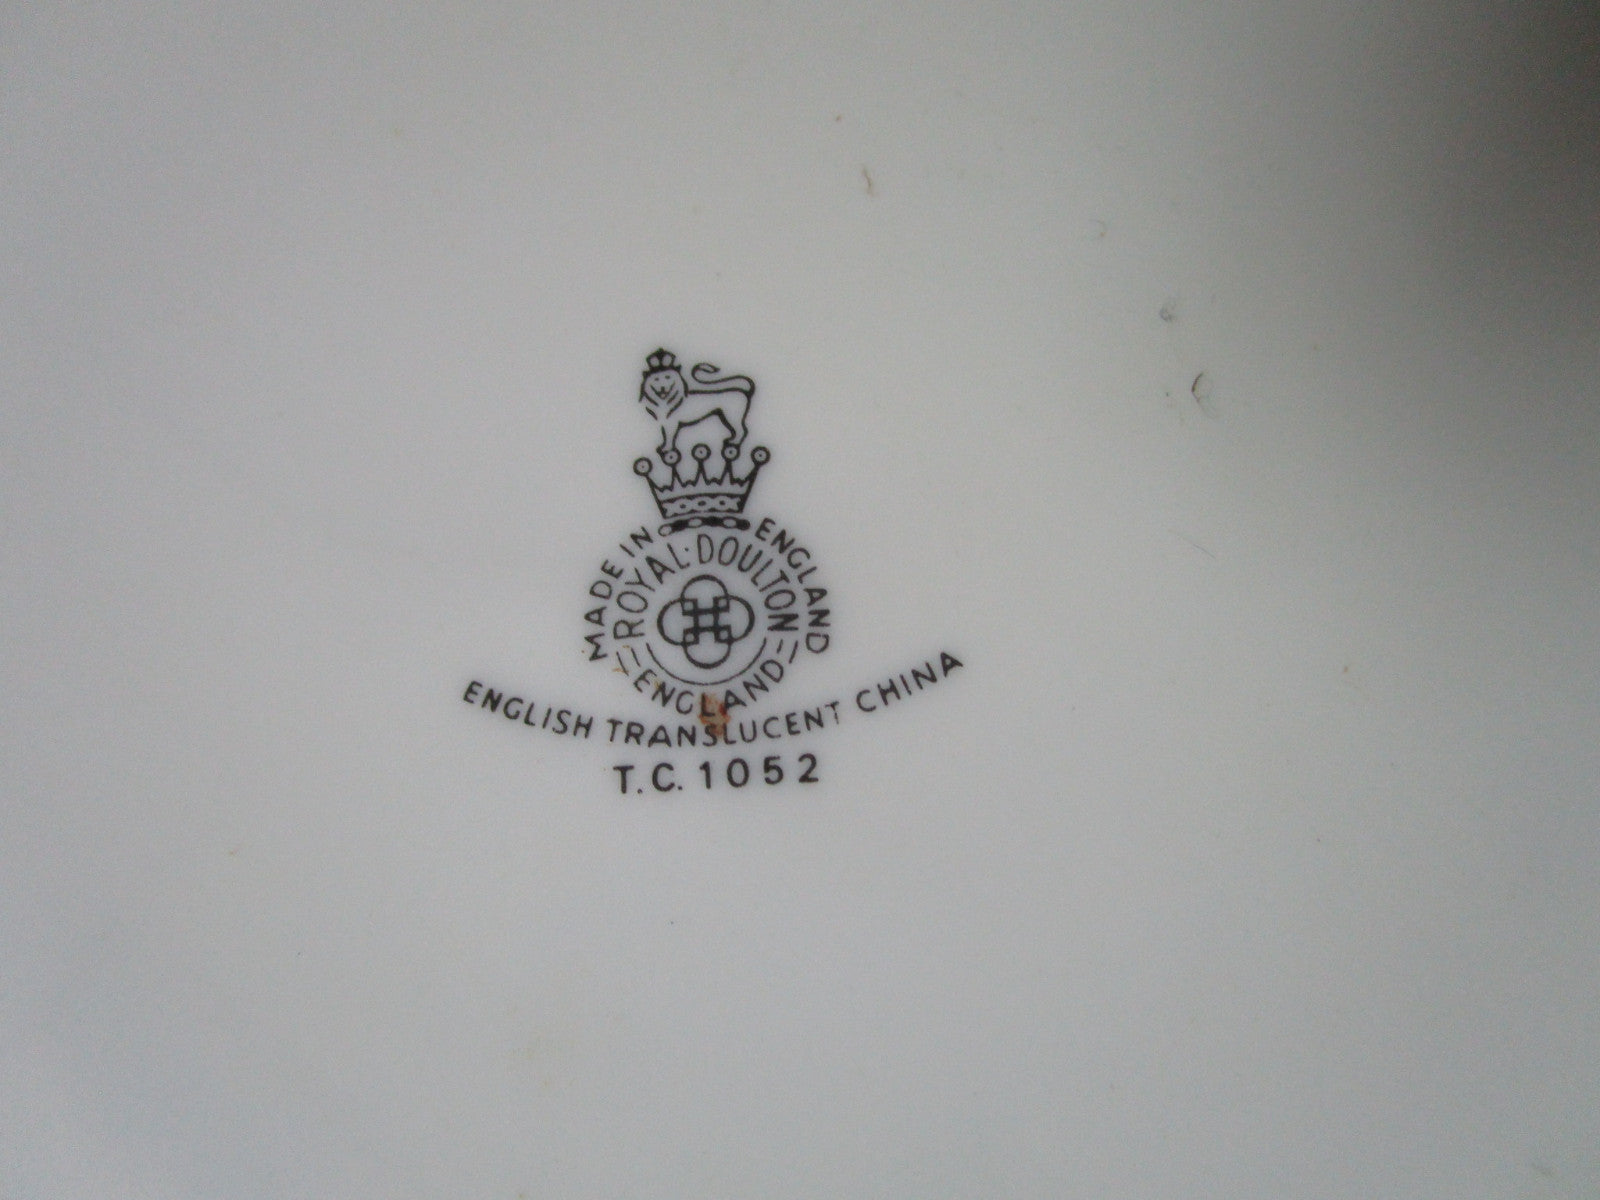 MADE IN ENGLAND
ROYAL·DOULTON
ENGLAND
ENGLISH TRANSLUCENT CHINA
T.C. 1052